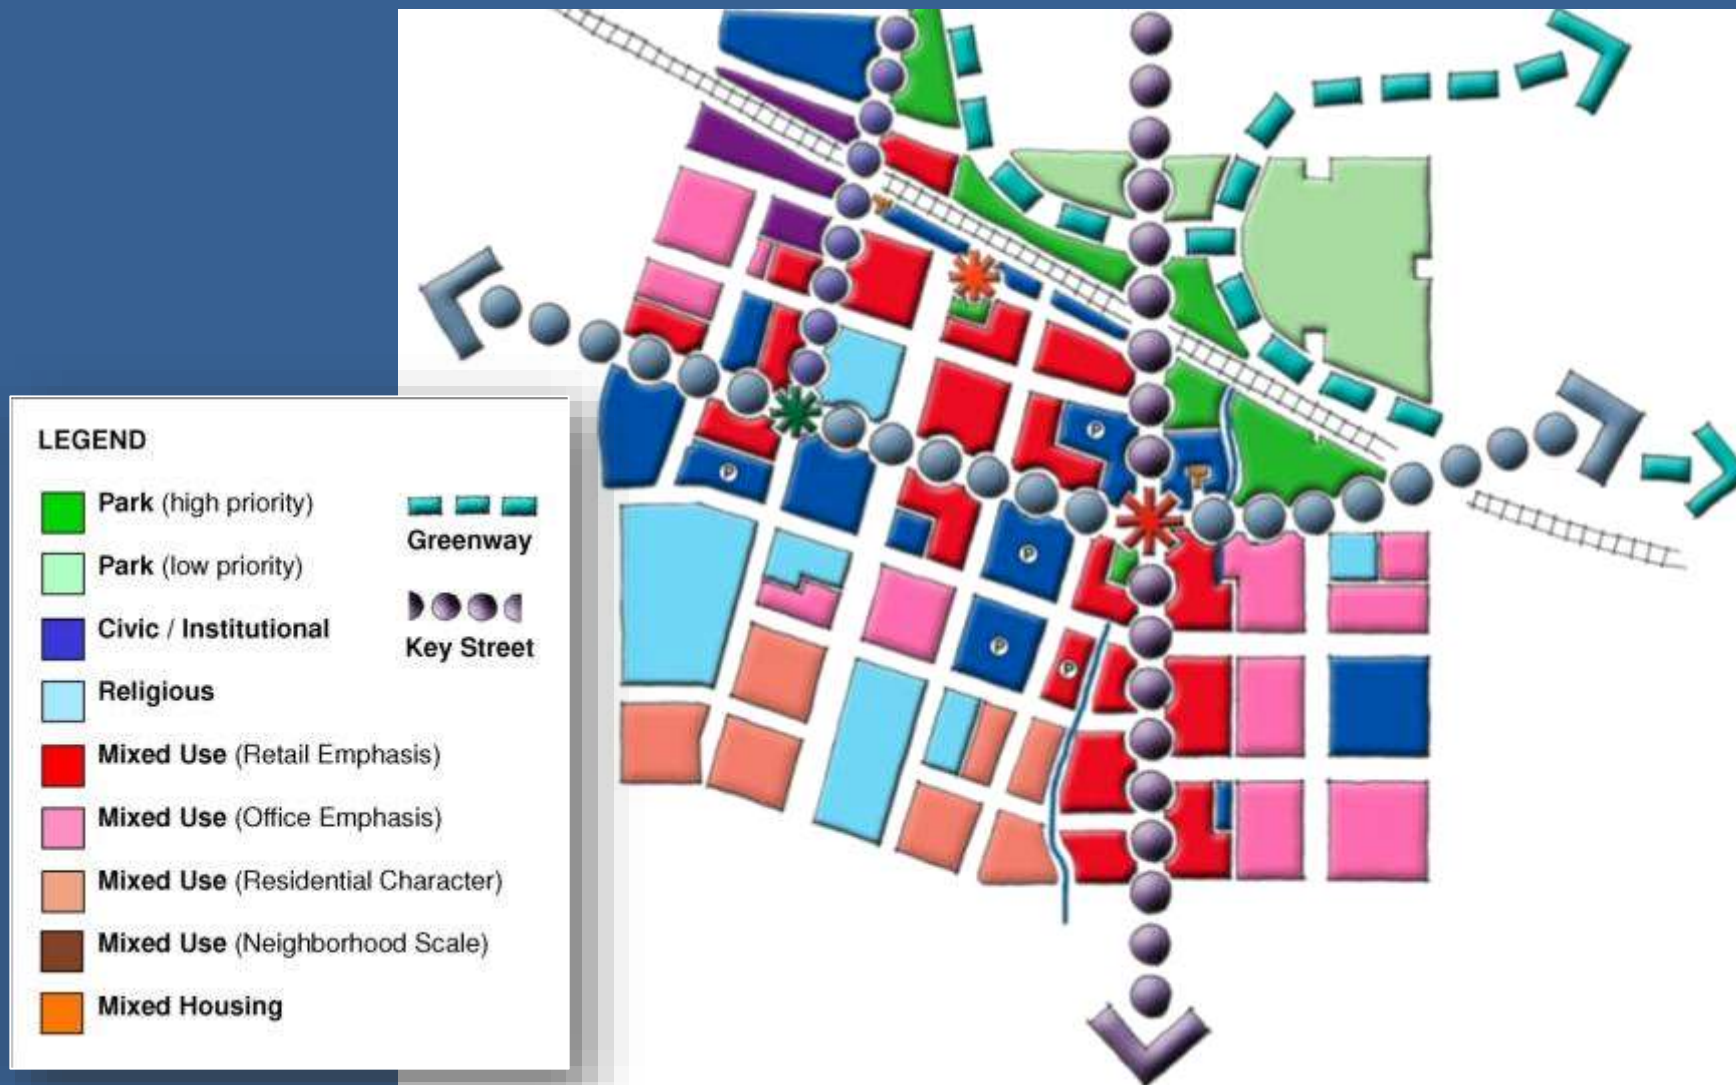 LEGEND
Park (high priority)
Park (low priority)
Civic / Institutional
Religious
Mixed Use (Retail Emphasis)
Mixed Use (Office Emphasis)
Mixed Use (Residential Character)
Mixed Use (Neighborhood Scale)
Mixed Housing
Greenway
Key Street
P
P
P
P
P